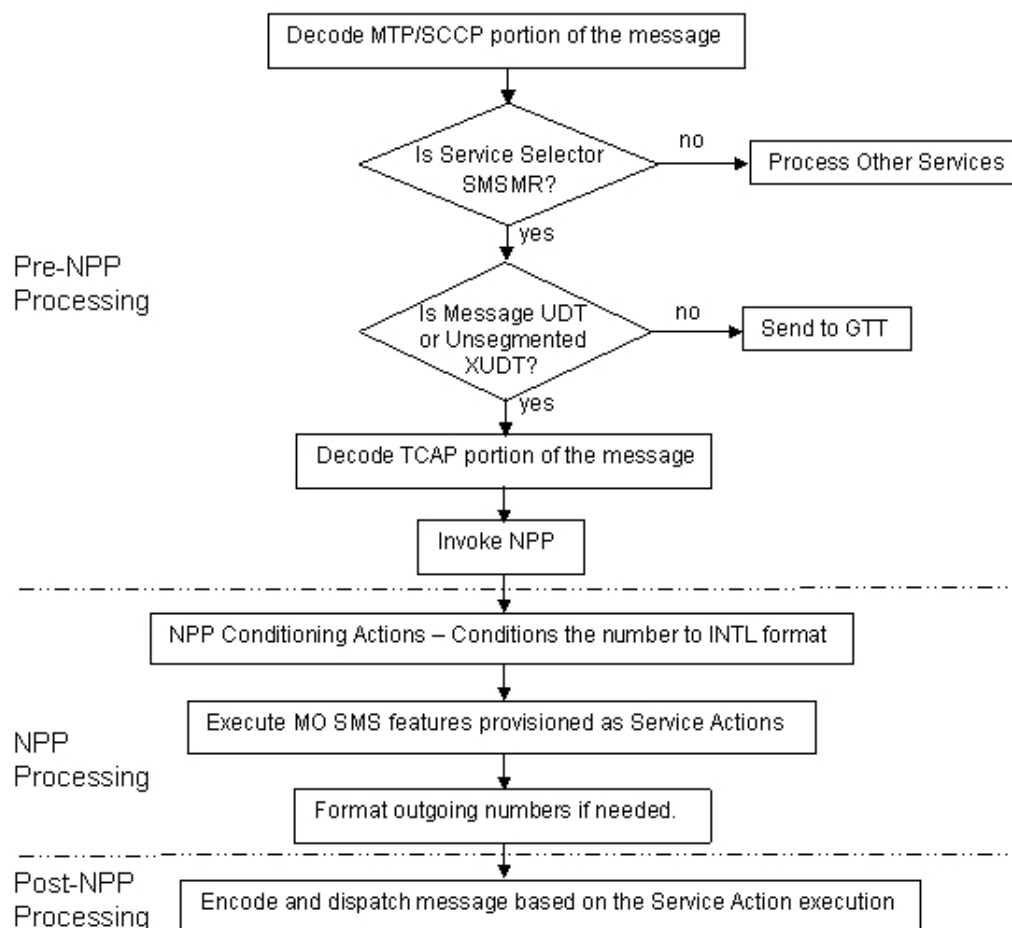 Decode MTP/SCCP portion of the message
Is Service Selector
SMSMR?
no
Process Other Services
yes
Pre-NPP
Processing
Is Message UDT
or Unsegmented
XUDT?
no
Send to GTT
yes
Decode TCAP portion of the message
Invoke NPP
NPP Conditioning Actions – Conditions the number to INTL format
Execute MO SMS features provisioned as Service Actions
NPP
Processing
Format outgoing numbers if needed.
Post-NPP
Processing
Encode and dispatch message based on the Service Action execution